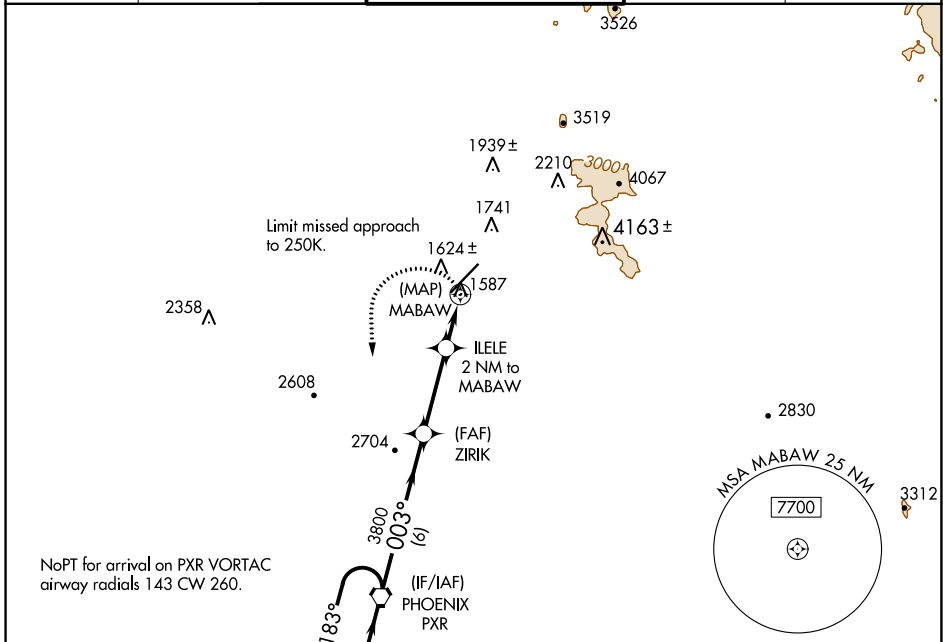 3526
3519
1939 ±
2210
3000
4067
1741
4163 ±
Limit missed approach
to 250K.
1624 ±
(MAP)
MABAW
1587
2358
ILELE
2 NM to
MABAW
2608
2830
2704
(FAF)
ZIRIK
MSA MABAW 25 NM
7700
3312
3800
003°
(6)
NoPT for arrival on PXR VORTAC
airway radials 143 CW 260.
(IF/IAF)
PHOENIX
PXR
183°